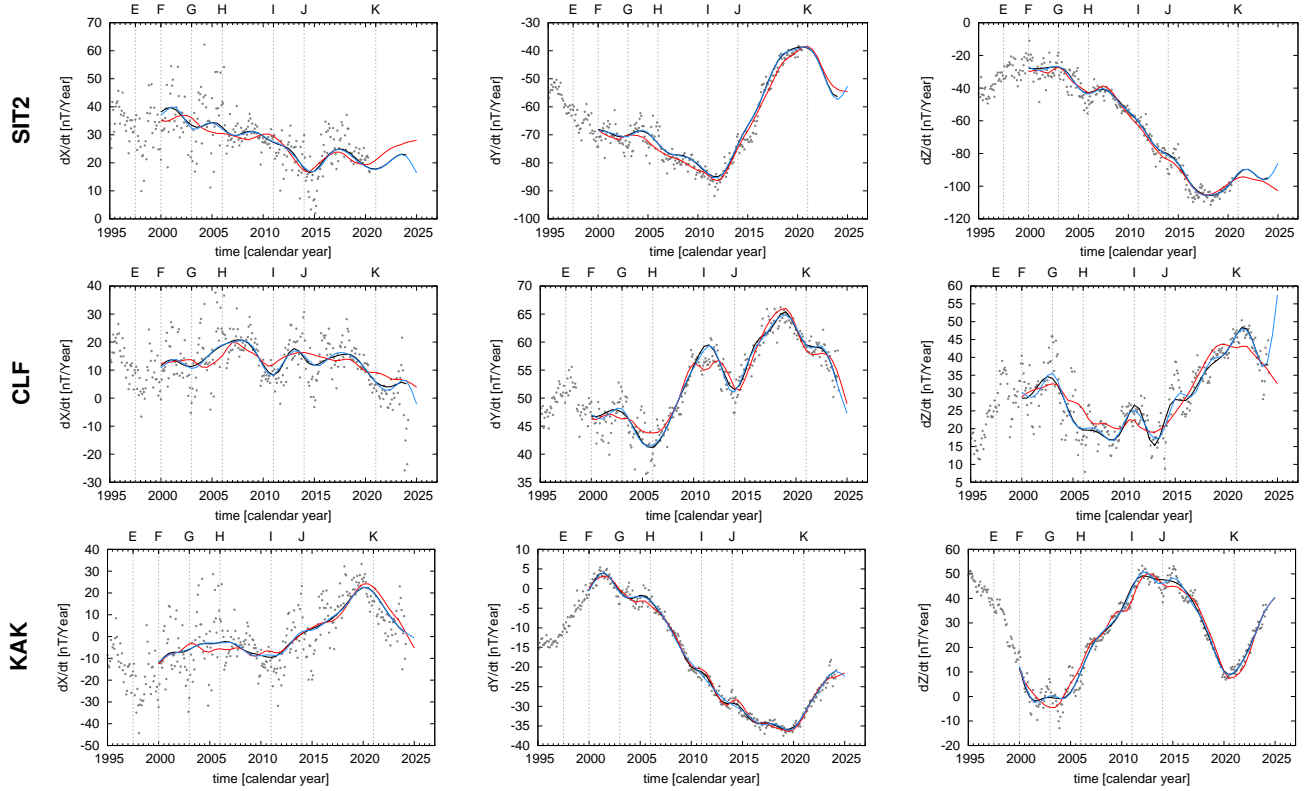 E F G H I J K
E F G H I J K
E F G H I J K
SIT2
dX/dt [nT/Year]
70
60
50
40
30
20
10
0
1995 2000 2005 2010 2015 2020 2025
time [calendar year]
dY/dt [nT/Year]
-30
-40
-50
-60
-70
-80
-90
-100
1995 2000 2005 2010 2015 2020 2025
time [calendar year]
dZ/dt [nT/Year]
0
-20
-40
-60
-80
-100
-120
1995 2000 2005 2010 2015 2020 2025
time [calendar year]
E F G H I J K
E F G H I J K
E F G H I J K
CLF
dX/dt [nT/Year]
40
30
20
10
0
-10
-20
-30
1995 2000 2005 2010 2015 2020 2025
time [calendar year]
dY/dt [nT/Year]
70
65
60
55
50
45
40
35
1995 2000 2005 2010 2015 2020 2025
time [calendar year]
dZ/dt [nT/Year]
60
55
50
45
40
35
30
25
20
15
10
5
1995 2000 2005 2010 2015 2020 2025
time [calendar year]
E F G H I J K
E F G H I J K
E F G H I J K
KAK
dX/dt [nT/Year]
40
30
20
10
0
-10
-20
-30
-40
-50
1995 2000 2005 2010 2015 2020 2025
time [calendar year]
dY/dt [nT/Year]
10
5
0
-5
-10
-15
-20
-25
-30
-35
-40
1995 2000 2005 2010 2015 2020 2025
time [calendar year]
dZ/dt [nT/Year]
60
50
40
30
20
10
0
-10
-20
1995 2000 2005 2010 2015 2020 2025
time [calendar year]